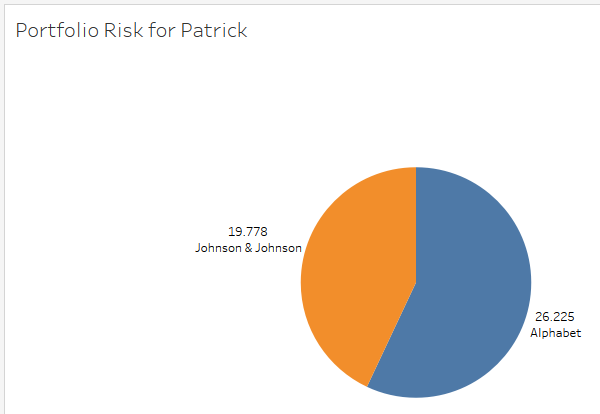 Portfolio Risk for Patrick
19.778
Johnson & Johnson
26.225
Alphabet